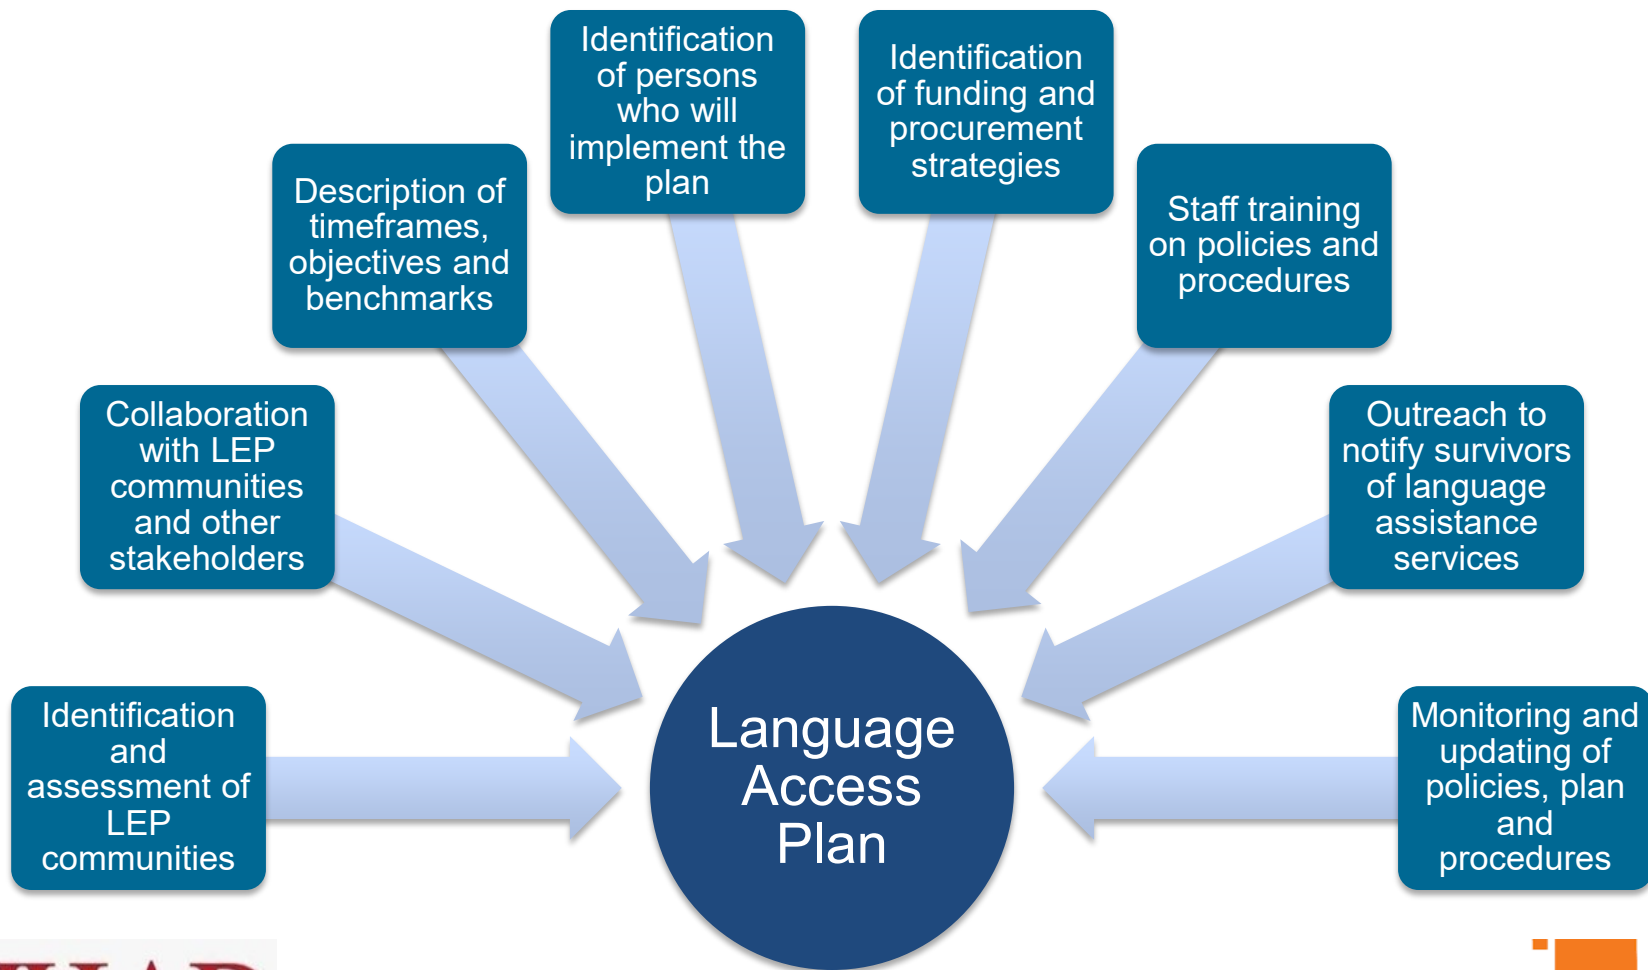 Identification
of persons
who will
implement the
plan
Identification
of funding and
procurement
strategies
Description of
timeframes,
objectives and
benchmarks
Staff training
on policies and
procedures
Collaboration
with LEP
communities
and other
stakeholders
Outreach to
notify survivors
of language
assistance
services
Identification
and
assessment of
LEP
communities
Language
Access
Plan
Monitoring and
updating of
policies, plan
and
procedures